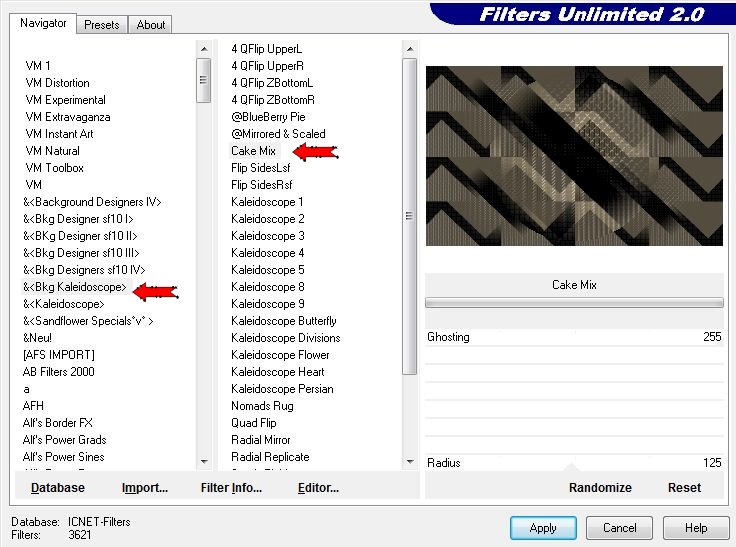 Filters Unlimited 2.0
Navigator Presets About
VM 1
VM Distortion
VM Experimental
VM Extravaganza
VM Instant Art
VM Natural
VM Toolbox
VM
&<Background Designers IV>
&<Bkg Designer sf10 I>
&<BKg Designer sf10 II>
&<Bkg Designers sf10 III>
&<Bkg Designers sf10 IV>
&<Bkg Kaleidoscope>
&<Kaleidoscope>
&<Sandflower Specials°v° >
&Neu!
[AFS IMPORT]
AB Filters 2000
a
AFH
Alf's Border FX
Alf's Power Grads
Alf's Power Sines
4 QFlip UpperL
4 QFlip UpperR
4 QFlip ZBottomL
4 QFlip ZBottomR
@BlueBerry Pie
@Mirrored & Scaled
Cake Mix
Flip SidesLsf
Flip SidesRsf
Kaleidoscope 1
Kaleidoscope 2
Kaleidoscope 3
Kaleidoscope 4
Kaleidoscope 5
Kaleidoscope 8
Kaleidoscope 9
Kaleidoscope Butterfly
Kaleidoscope Divisions
Kaleidoscope Flower
Kaleidoscope Heart
Kaleidoscope Persian
Nomads Rug
Quad Flip
Radial Mirror
Radial Replicate
Cake Mix
Ghosting 255
Radius 125
Database Import... Filter Info... Editor... Randomize Reset
Database: ICNET-Filters
Filters: 3621
Apply Cancel Help